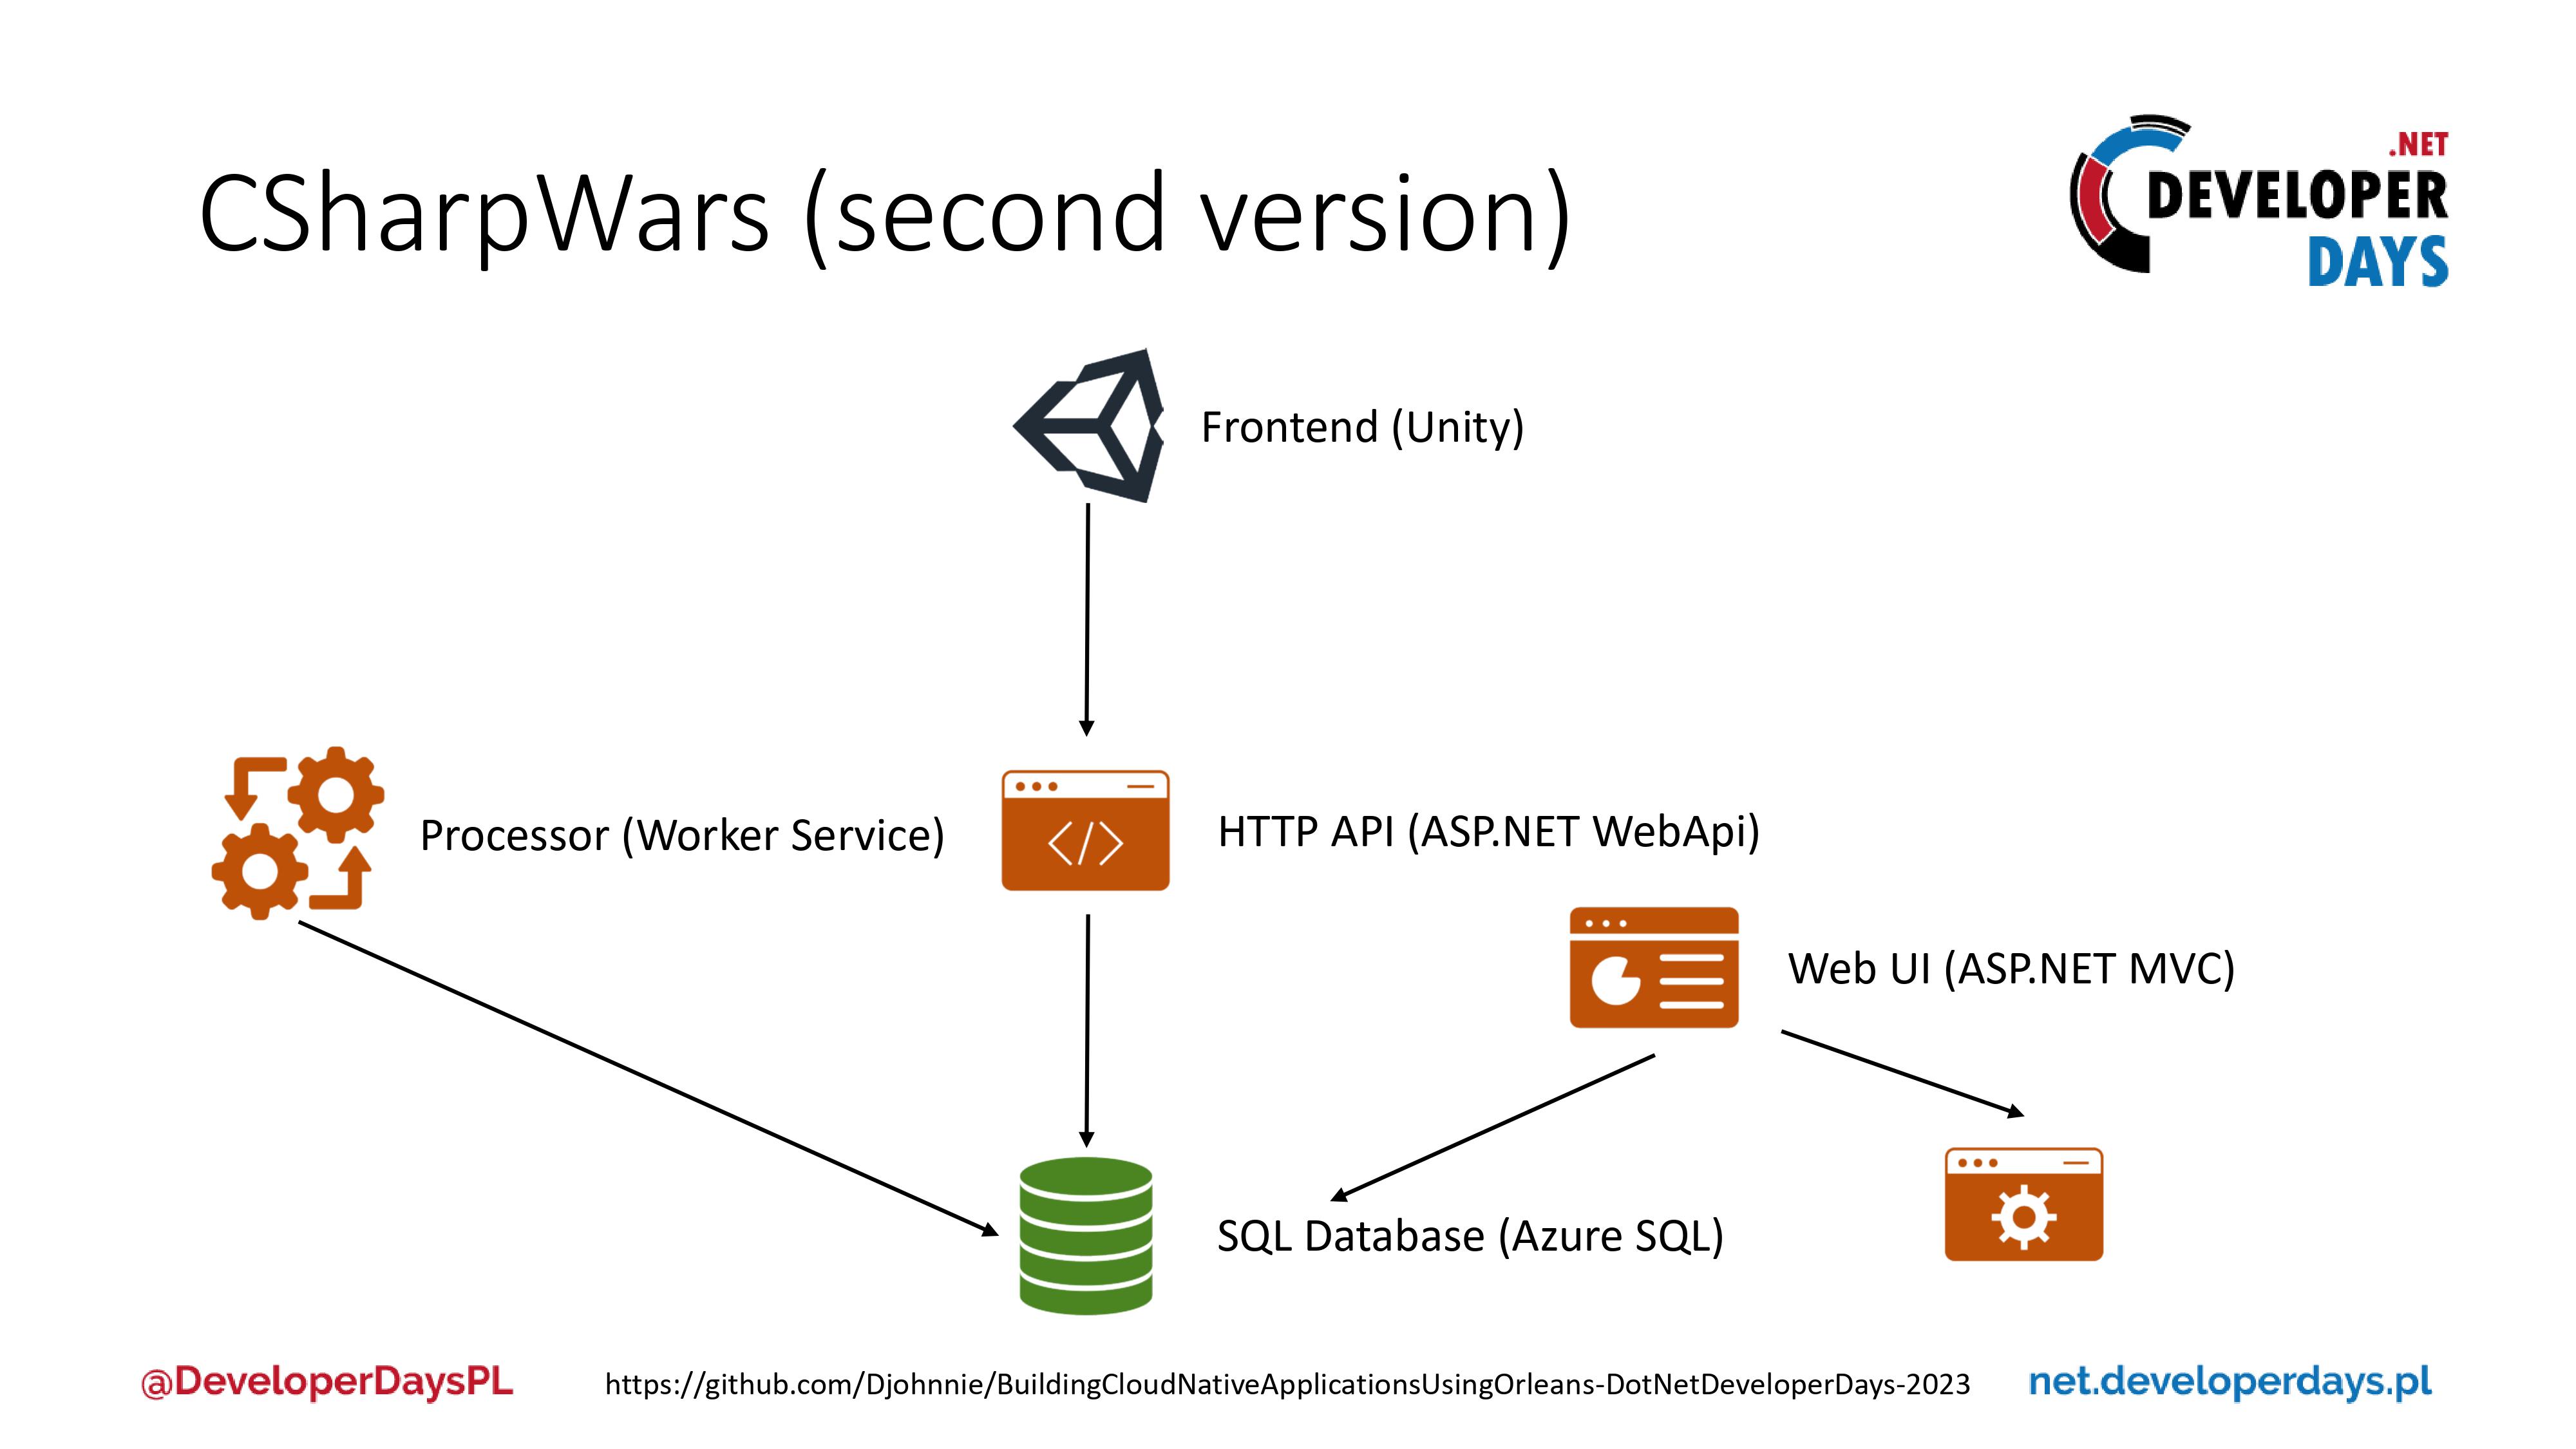 CSharpWars (second version)
.NET
DEVELOPER
DAYS
Frontend (Unity)
Processor (Worker Service)
HTTP API (ASP.NET WebApi)
Web UI (ASP.NET MVC)
SQL Database (Azure SQL)
@DeveloperDaysPL
https://github.com/Djohnnie/BuildingCloudNativeApplicationsUsingOrleans-DotNetDeveloperDays-2023
net.developerdays.pl